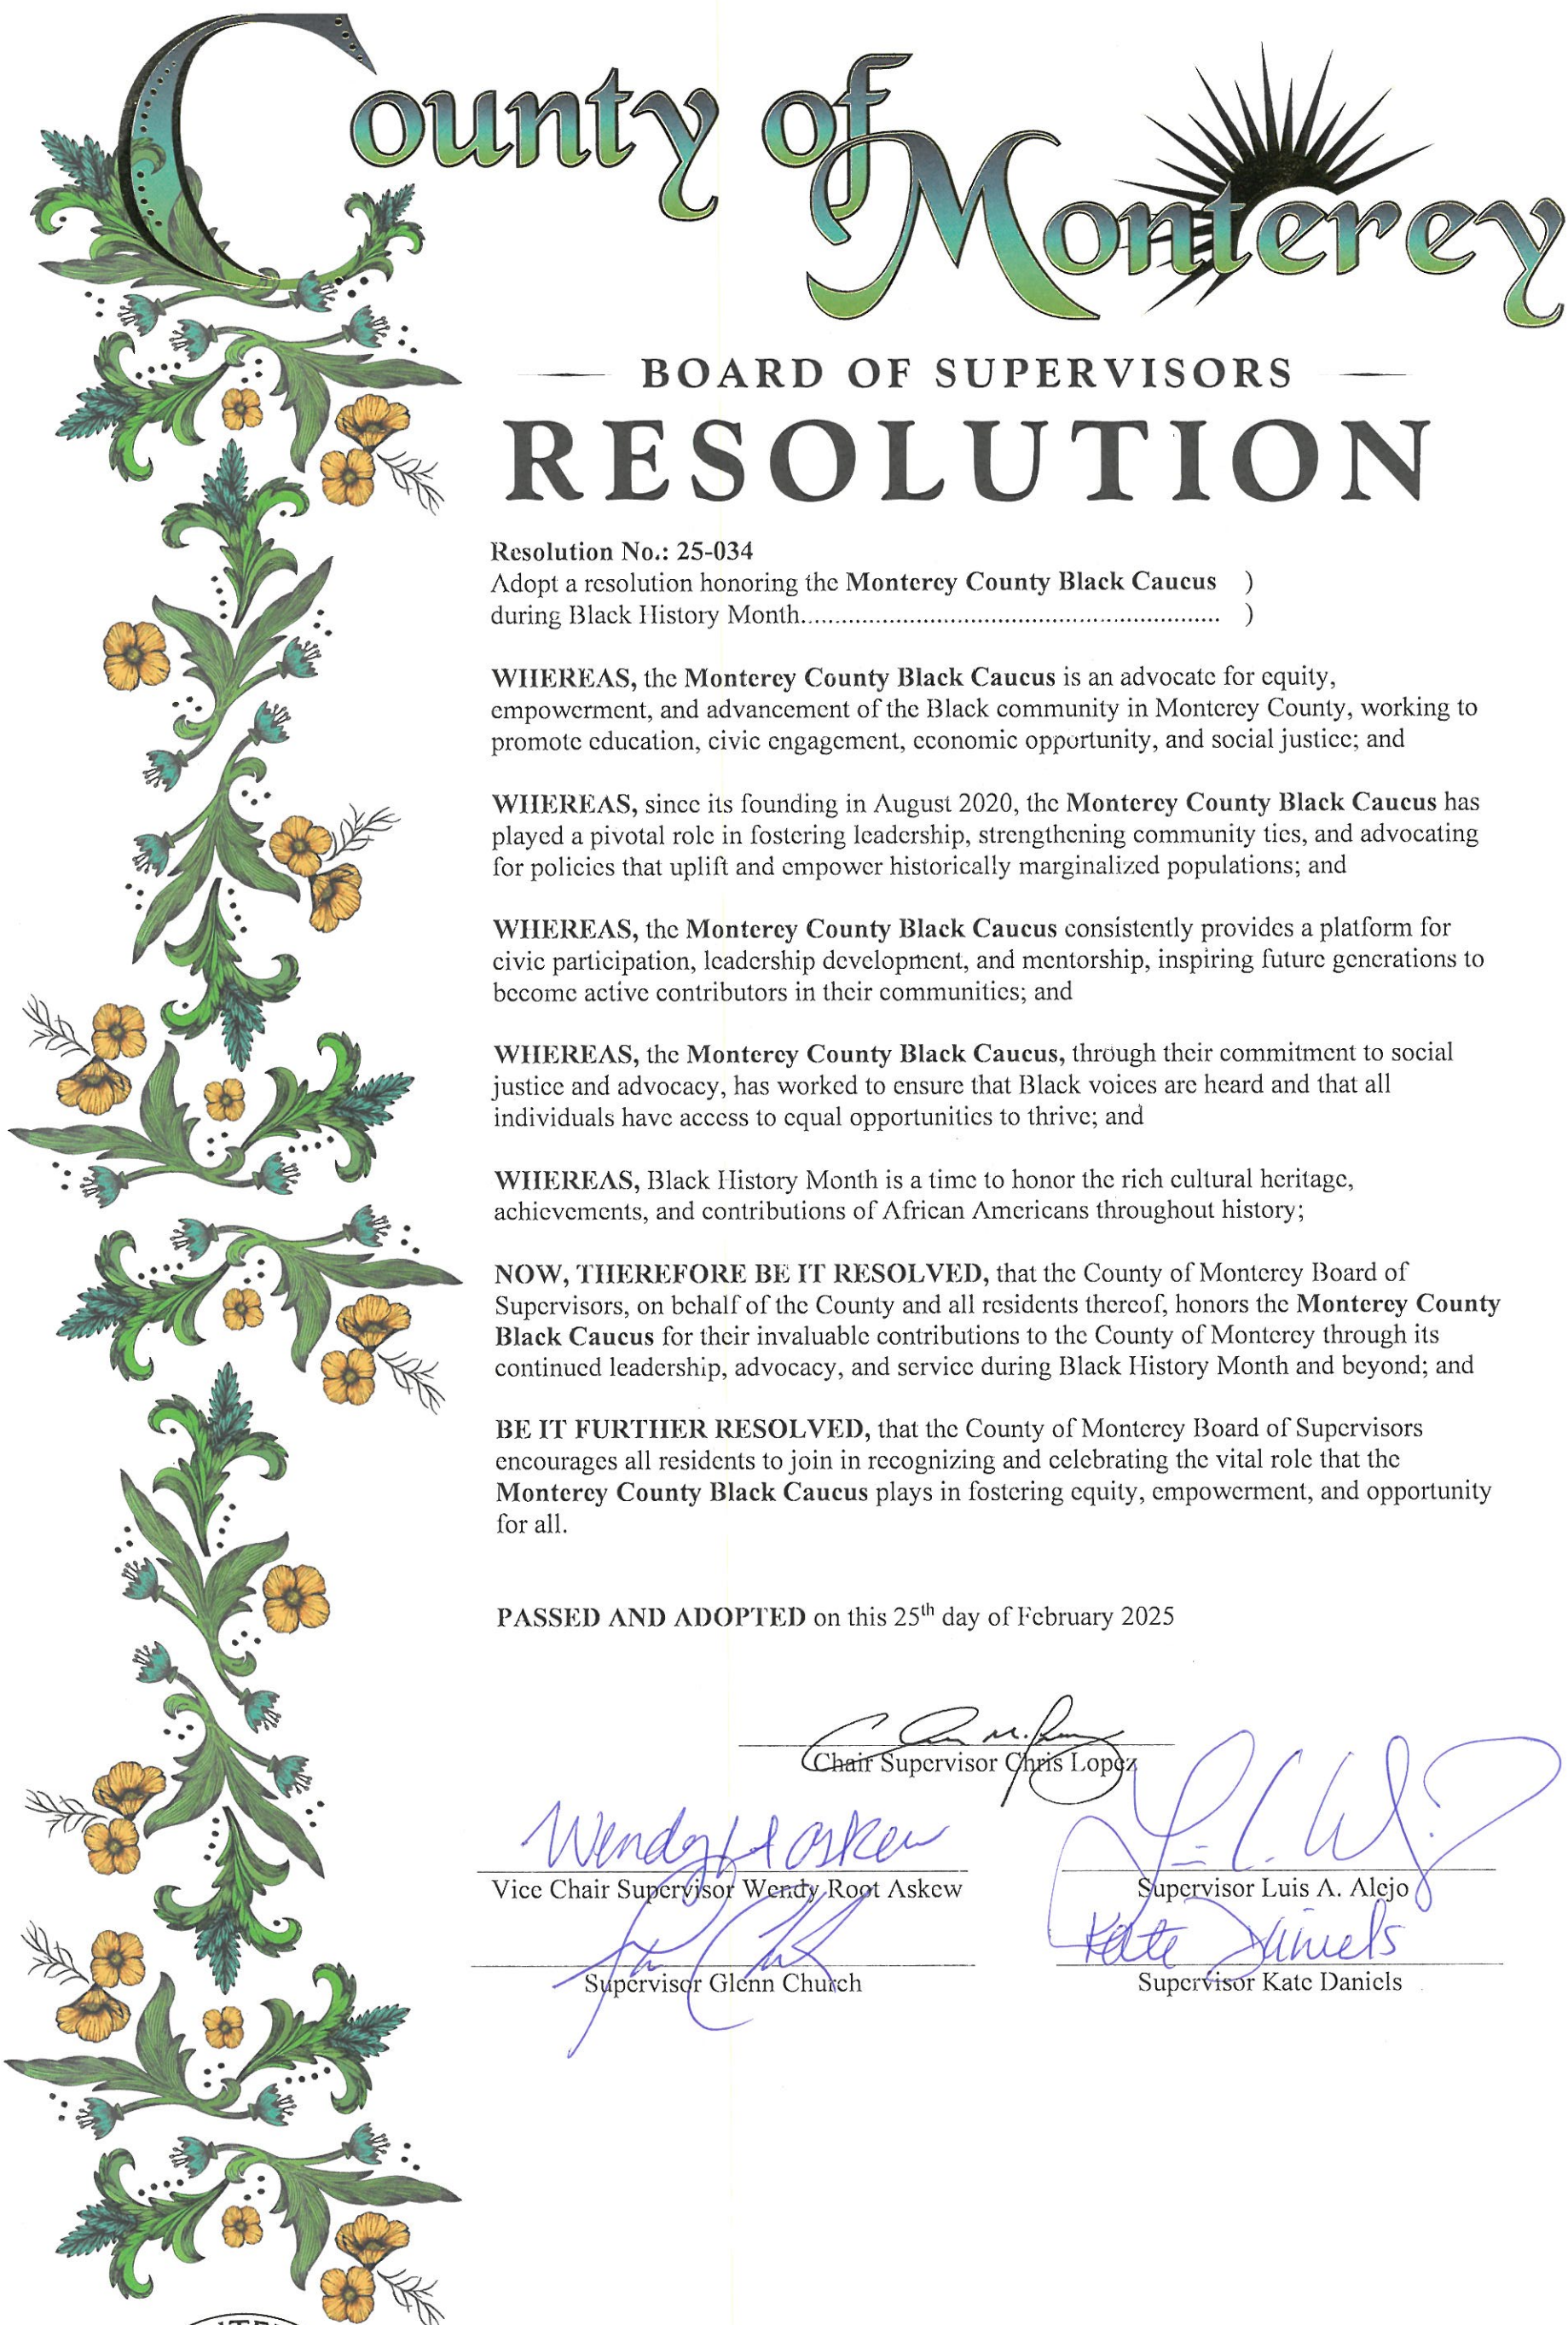 County of Monterey
BOARD OF SUPERVISORS
RESOLUTION
Resolution No.: 25-034
Adopt a resolution honoring the Monterey County Black Caucus )
during Black History Month.................................................................... )
WHEREAS, the Monterey County Black Caucus is an advocate for equity,
empowerment, and advancement of the Black community in Monterey County, working to
promote education, civic engagement, economic opportunity, and social justice; and
WHEREAS, since its founding in August 2020, the Monterey County Black Caucus has
played a pivotal role in fostering leadership, strengthening community ties, and advocating
for policies that uplift and empower historically marginalized populations; and
WHEREAS, the Monterey County Black Caucus consistently provides a platform for
civic participation, leadership development, and mentorship, inspiring future generations to
become active contributors in their communities; and
WHEREAS, the Monterey County Black Caucus, through their commitment to social
justice and advocacy, has worked to ensure that Black voices are heard and that all
individuals have access to equal opportunities to thrive; and
WHEREAS, Black History Month is a time to honor the rich cultural heritage,
achievements, and contributions of African Americans throughout history;
NOW, THEREFORE BE IT RESOLVED, that the County of Monterey Board of
Supervisors, on behalf of the County and all residents thereof, honors the Monterey County
Black Caucus for their invaluable contributions to the County of Monterey through its
continued leadership, advocacy, and service during Black History Month and beyond; and
BE IT FURTHER RESOLVED, that the County of Monterey Board of Supervisors
encourages all residents to join in recognizing and celebrating the vital role that the
Monterey County Black Caucus plays in fostering equity, empowerment, and opportunity
for all.
PASSED AND ADOPTED on this 25th day of February 2025
Chair Supervisor Chris Lopez
Wendy Askew
Vice Chair Supervisor Wendy Root Askew
Supervisor Luis A. Alejo
Kate Daniels
Supervisor Glenn Church
Supervisor Kate Daniels